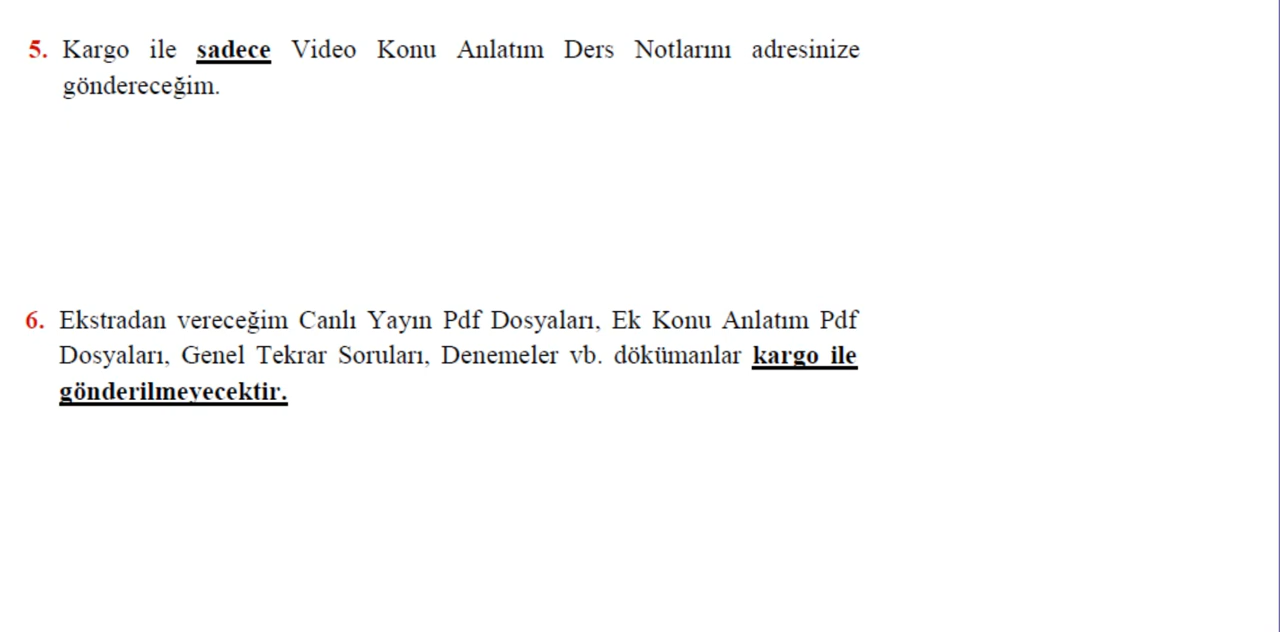 5. Kargo ile sadece Video Konu Anlatım Ders Notlarını adresinize
göndereceğim.
6. Ekstradan vereceğim Canlı Yayın Pdf Dosyaları, Ek Konu Anlatım Pdf
Dosyaları, Genel Tekrar Soruları, Denemeler vb. dökümanlar kargo ile
gönderilmeyecektir.